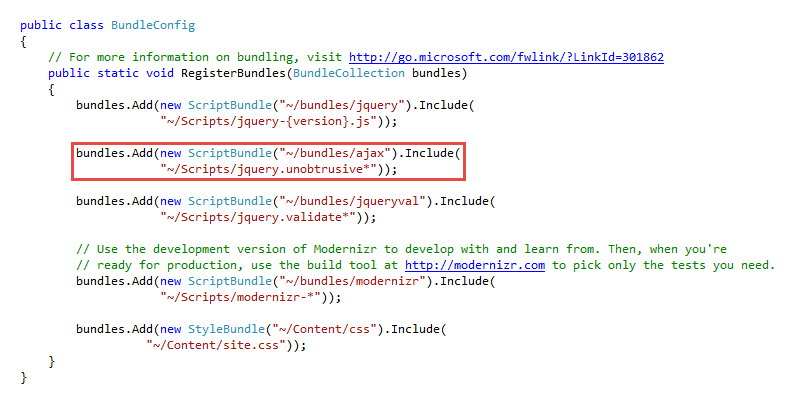 public class BundleConfig
{
    // For more information on bundling, visit http://go.microsoft.com/fwlink/?LinkId=301862
    public static void RegisterBundles(BundleCollection bundles)
    {
        bundles.Add(new ScriptBundle("~/bundles/jquery").Include(
                    "~/Scripts/jquery-{version}.js"));

        bundles.Add(new ScriptBundle("~/bundles/ajax").Include(
                    "~/Scripts/jquery.unobtrusive*"));

        bundles.Add(new ScriptBundle("~/bundles/jqueryval").Include(
                    "~/Scripts/jquery.validate*"));

        // Use the development version of Modernizr to develop with and learn from. Then, when you're
        // ready for production, use the build tool at http://modernizr.com to pick only the tests you need.
        bundles.Add(new ScriptBundle("~/bundles/modernizr").Include(
                    "~/Scripts/modernizr-*"));

        bundles.Add(new StyleBundle("~/Content/css").Include(
                  "~/Content/site.css"));
    }
}